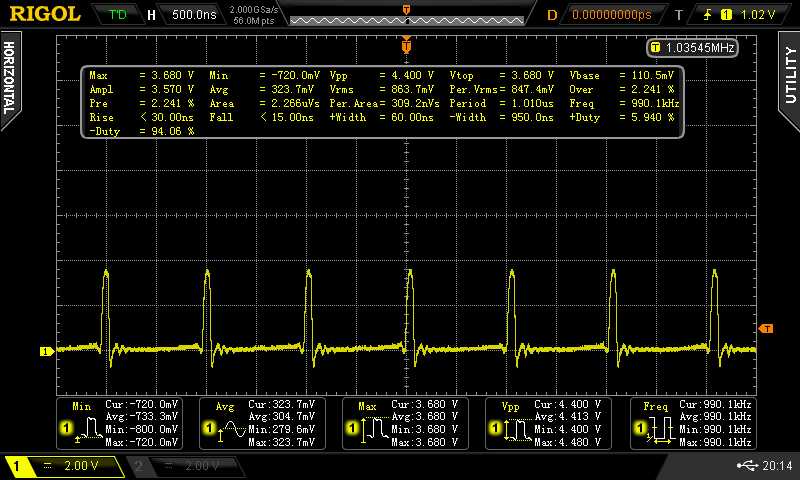 RIGOL T'D H 500.0ns 2.000GSa/s 56.0M pts D 0.00000000ps T 1 1.02 V
T 1.03545MHz
HORIZONTAL
UTILITY
Max = 3.680 V Min = -720.0mV Vpp = 4.400 V Vtop = 3.680 V Vbase = 110.5mV
Ampl = 3.570 V Avg = 323.7mV Vrms = 863.7mV Per.Vrms= 847.4mV Over = 2.241 %
Pre = 2.241 % Area = 2.266uVs Per.Area= 309.2nVs Period = 1.010us Freq = 990.1kHz
Rise < 30.00ns Fall < 15.00ns +Width = 60.00ns -Width = 950.0ns +Duty = 5.940 %
-Duty = 94.06 %
T
1
T
Min
1
Cur:-720.0mV
Avg:-733.3mV
Min:-800.0mV
Max:-720.0mV
Avg
1
Cur:323.7mV
Avg:304.7mV
Min:279.6mV
Max:323.7mV
Max
1
Cur:3.680 V
Avg:3.680 V
Min:3.680 V
Max:3.680 V
Vpp
1
Cur:4.400 V
Avg:4.413 V
Min:4.400 V
Max:4.480 V
Freq
1
Cur:990.1kHz
Avg:990.1kHz
Min:990.1kHz
Max:990.1kHz
1 2.00 V 2 2.00 V 20:14